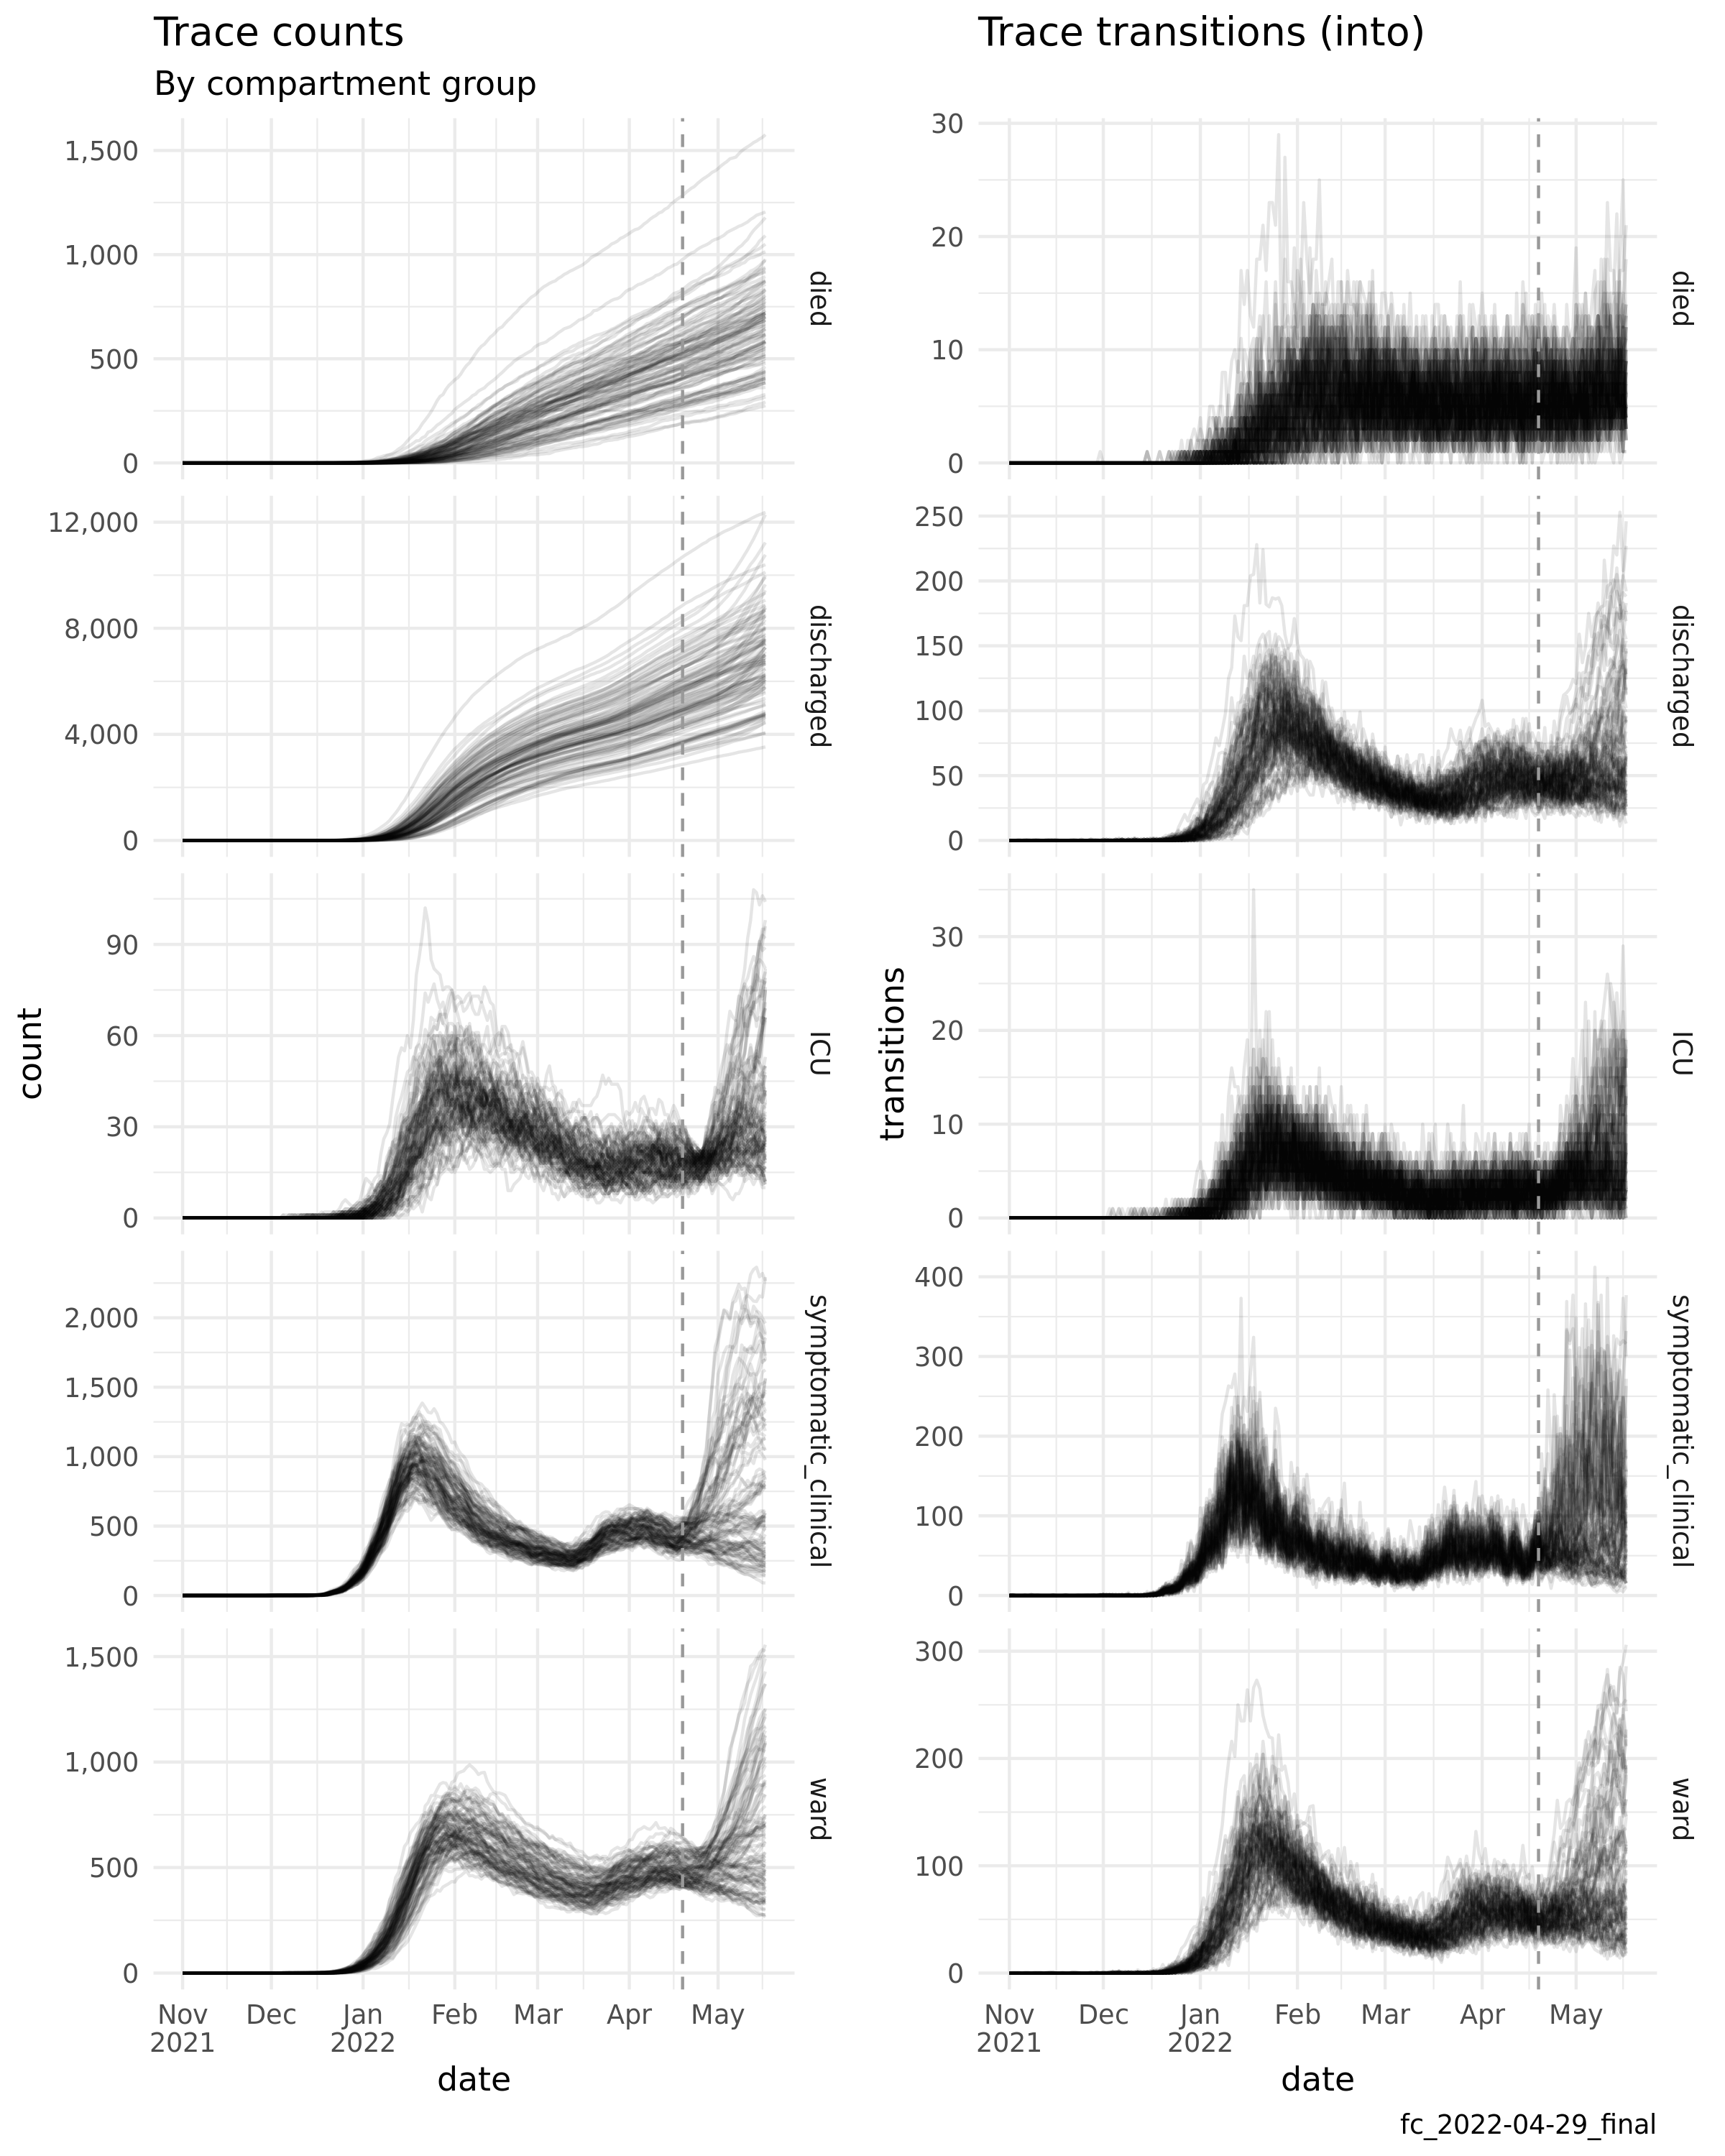 Trace counts
By compartment group
Trace transitions (into)
count
1,500
1,000
500
0
died
12,000
8,000
4,000
0
discharged
90
60
30
0
ICU
2,000
1,500
1,000
500
0
symptomatic_clinical
1,500
1,000
500
0
ward
Nov Dec Jan Feb Mar Apr May
2021 2022
date
transitions
30
20
10
0
died
250
200
150
100
50
0
discharged
30
20
10
0
ICU
400
300
200
100
0
symptomatic_clinical
300
200
100
0
ward
Nov Dec Jan Feb Mar Apr May
2021 2022
date
fc_2022-04-29_final